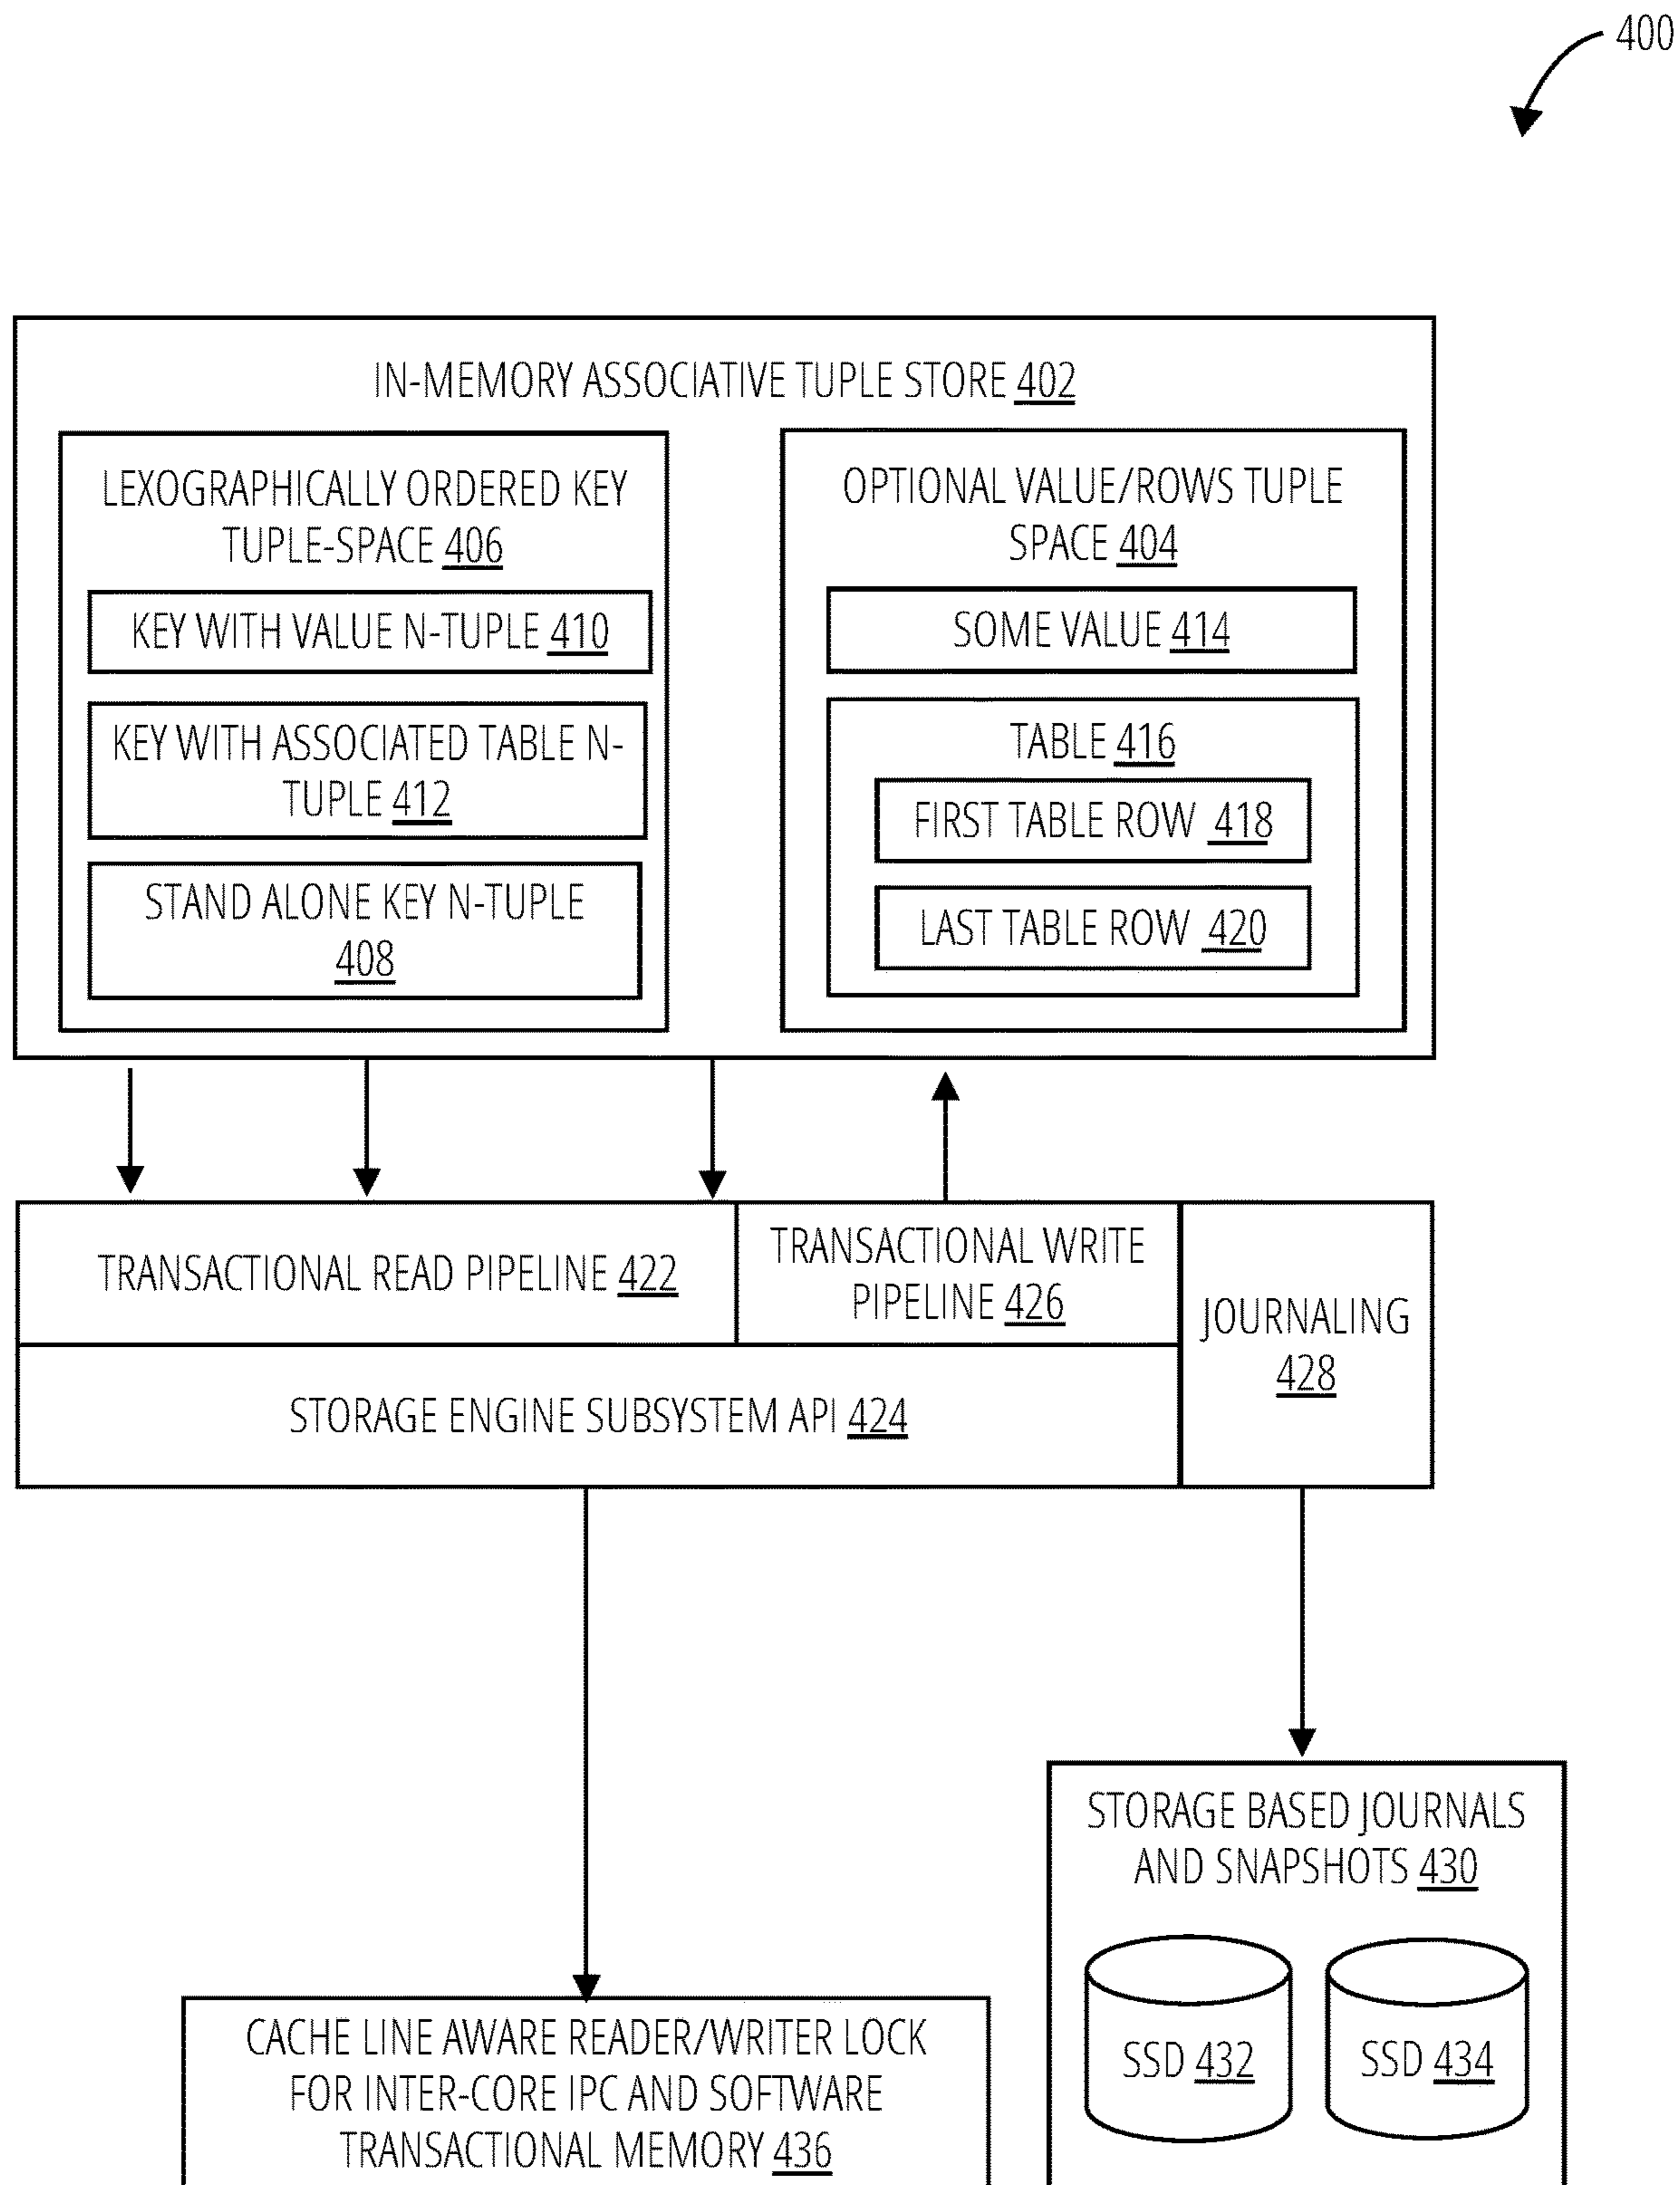 400
IN-MEMORY ASSOCIATIVE TUPLE STORE 402
LEXOGRAPHICALLY ORDERED KEY
TUPLE-SPACE 406
KEY WITH VALUE N-TUPLE 410
KEY WITH ASSOCIATED TABLE N-
TUPLE 412
STAND ALONE KEY N-TUPLE
408
OPTIONAL VALUE/ROWS TUPLE
SPACE 404
SOME VALUE 414
TABLE 416
FIRST TABLE ROW 418
LAST TABLE ROW 420
TRANSACTIONAL READ PIPELINE 422
TRANSACTIONAL WRITE
PIPELINE 426
JOURNALING
428
STORAGE ENGINE SUBSYSTEM API 424
STORAGE BASED JOURNALS
AND SNAPSHOTS 430
SSD 432
SSD 434
CACHE LINE AWARE READER/WRITER LOCK
FOR INTER-CORE IPC AND SOFTWARE
TRANSACTIONAL MEMORY 436